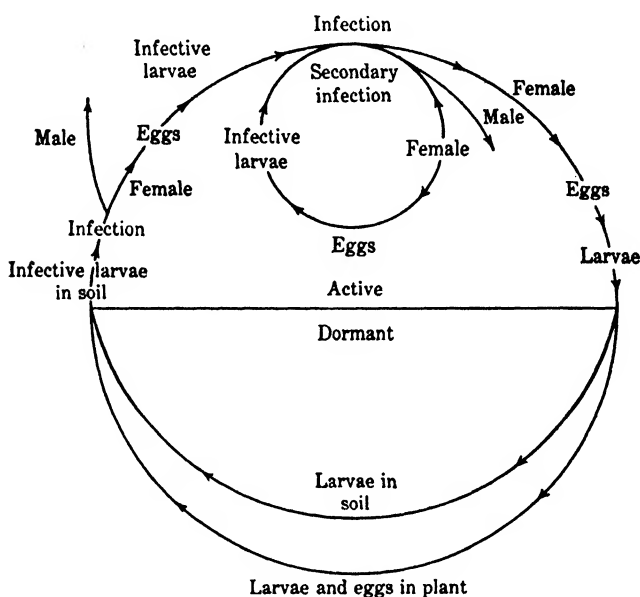 Infection
Infective
larvae
Secondary
infection
Female
Male
Male
Eggs
Infective
larvae
Female
Female
Eggs
Infection
Eggs
Larvae
Infective larvae
in soil
Active
Dormant
Larvae in
soil
Larvae and eggs in plant